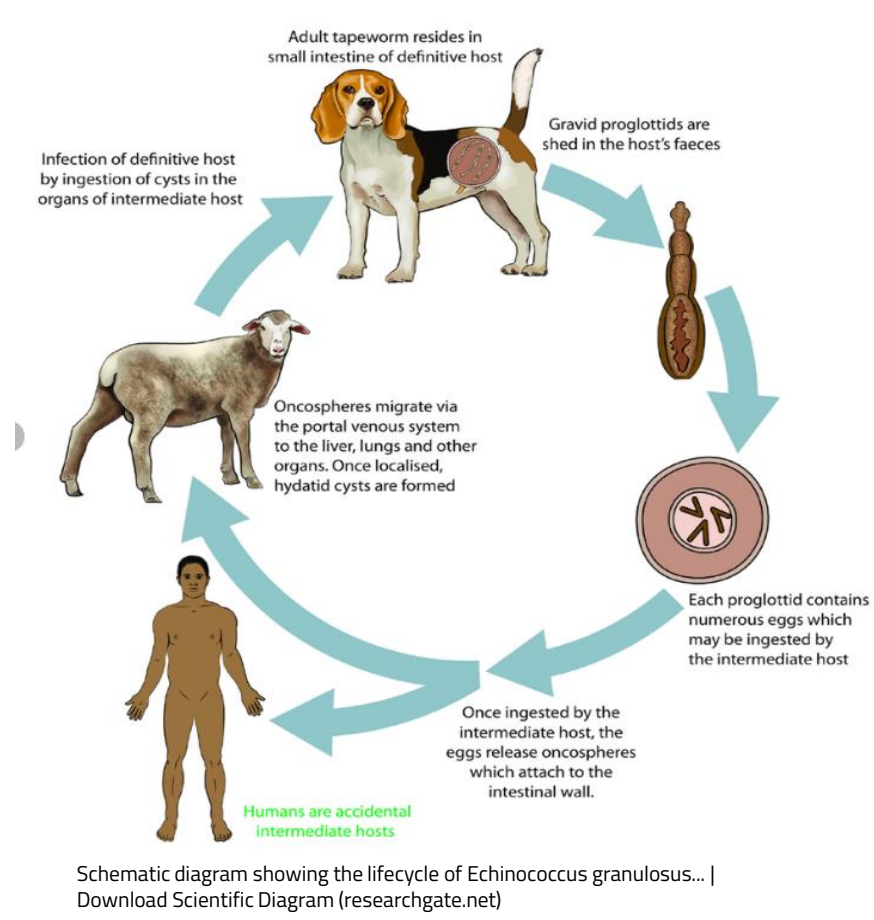 Adult tapeworm resides in
small intestine of definitive host
Gravid proglottids are
shed in the host's faeces
Infection of definitive host
by ingestion of cysts in the
organs of intermediate host
Oncospheres migrate via
the portal venous system
to the liver, lungs and other
organs. Once localised,
hydatid cysts are formed
Each proglottid contains
numerous eggs which
may be ingested by
the intermediate host
Once ingested by the
intermediate host, the
eggs release oncospheres
which attach to the
intestinal wall.
Humans are accidental
intermediate hosts
Schematic diagram showing the lifecycle of Echinococcus granulosus... |
Download Scientific Diagram (researchgate.net)